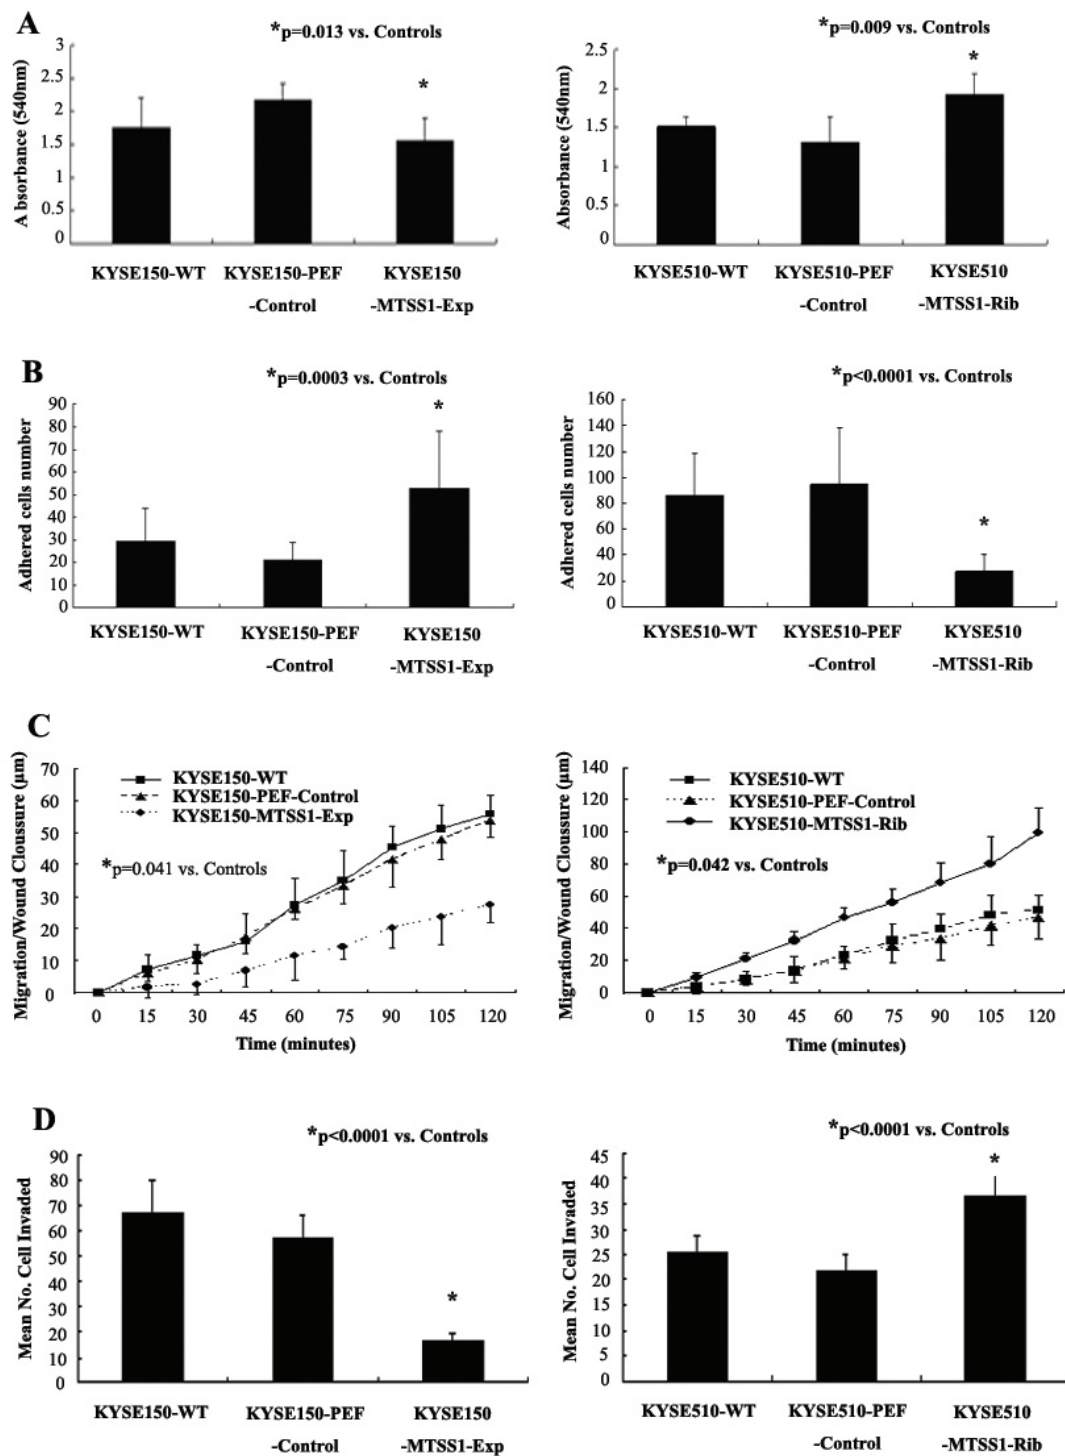 A
*p=0.013 vs. Controls
A absorbance (540nm)
3
2.5
2
1.5
1
0.5
0
*
KYSE150-WT
KYSE150-PEF
-Control
KYSE150
-MTSS1-Exp
*p=0.009 vs. Controls
Absorbance (540nm)
3
2.5
2
1.5
1
0.5
0
*
KYSE510-WT
KYSE510-PEF
-Control
KYSE510
-MTSS1-Rib
B
*p=0.0003 vs. Controls
Adhered cells number
90
80
70
60
50
40
30
20
10
0
*
KYSE150-WT
KYSE150-PEF
-Control
KYSE150
-MTSS1-Exp
*p<0.0001 vs. Controls
Adhered cells number
160
140
120
100
80
60
40
20
0
*
KYSE510-WT
KYSE510-PEF
-Control
KYSE510
-MTSS1-Rib
C
Migration/Wound Cloussure (µm)
70
60
50
40
30
20
10
0
KYSE150-WT
KYSE150-PEF-Control
KYSE150-MTSS1-Exp
*p=0.041 vs. Controls
0 15 30 45 60 75 90 105 120
Time (minutes)
Migration/Wound Cloussure (µm)
140
120
100
80
60
40
20
0
KYSE510-WT
KYSE510-PEF-Control
KYSE510-MTSS1-Rib
*p=0.042 vs. Controls
0 15 30 45 60 75 90 105 120
Time (minutes)
D
*p<0.0001 vs. Controls
Mean No. Cell Invaded
90
80
70
60
50
40
30
20
10
0
*
KYSE150-WT
KYSE150-PEF
-Control
KYSE150
-MTSS1-Exp
*p<0.0001 vs. Controls
Mean No. Cell Invaded
45
40
35
30
25
20
15
10
5
0
*
KYSE510-WT
KYSE510-PEF
-Control
KYSE510
-MTSS1-Rib